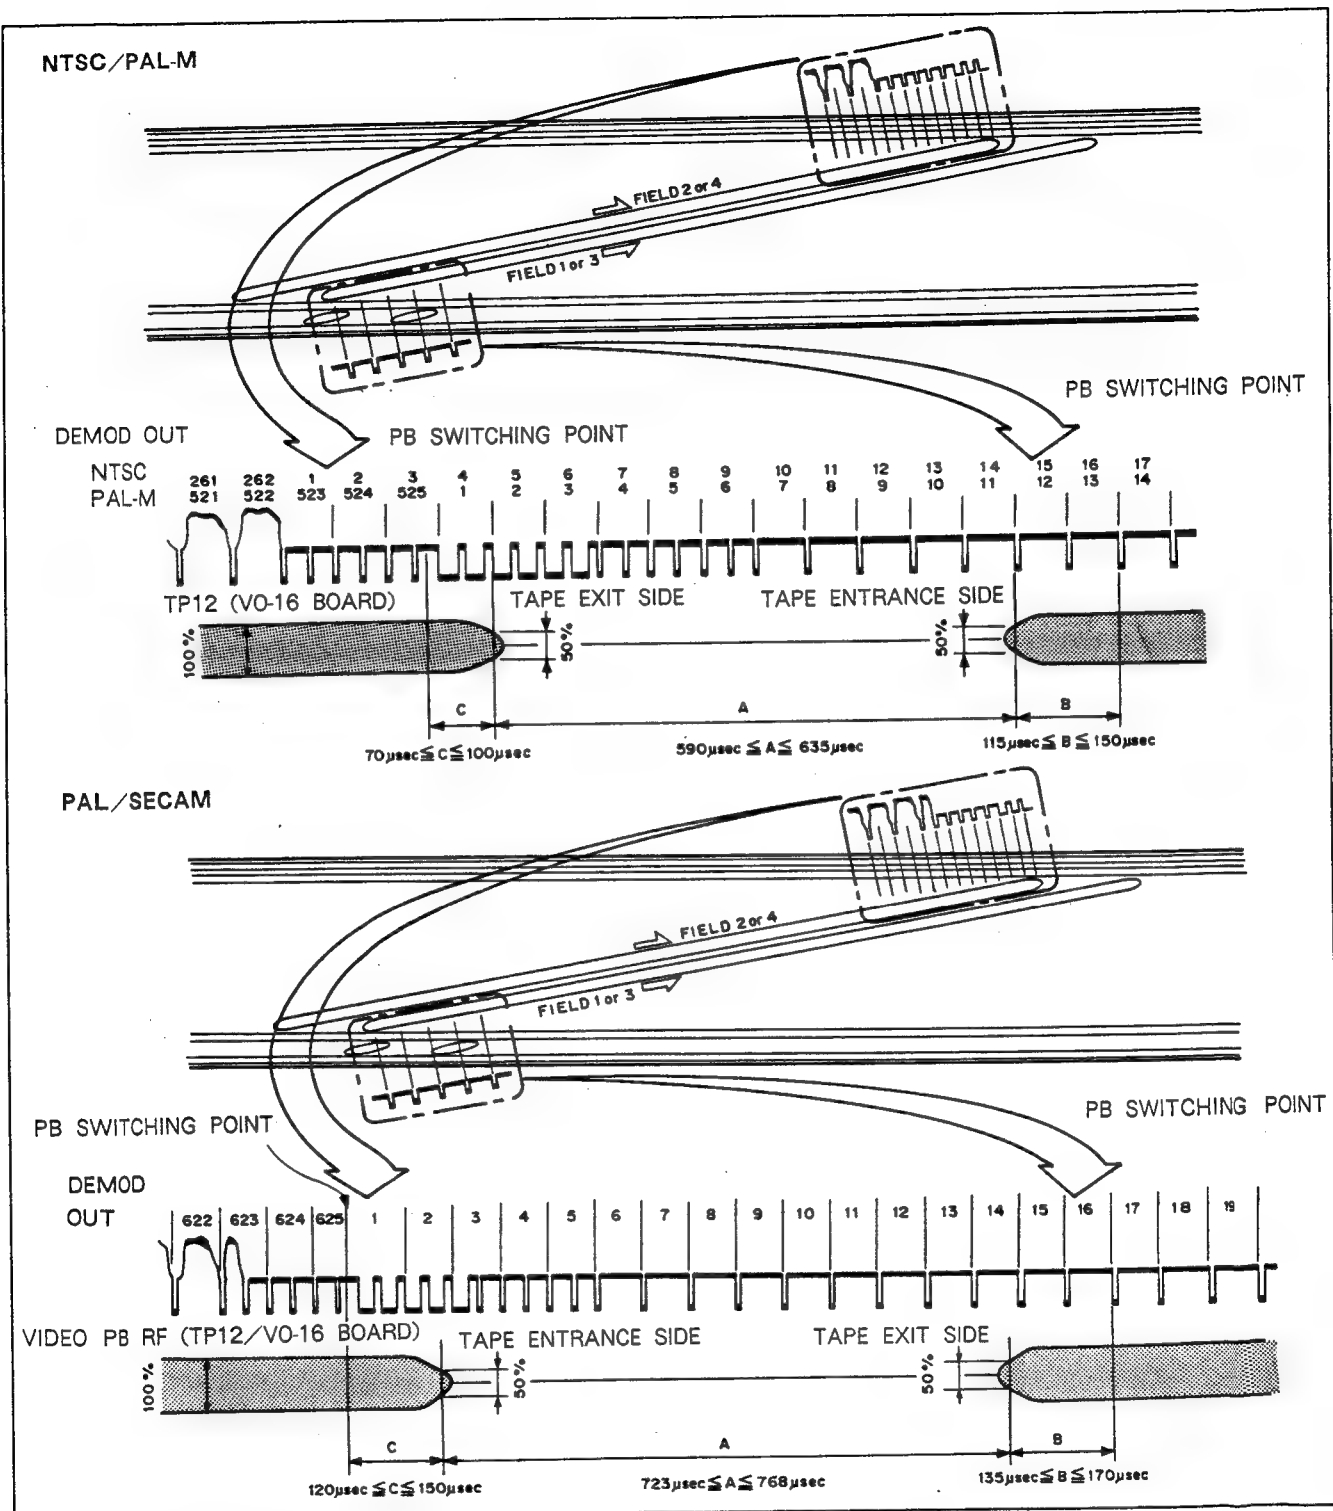 NTSC/PAL-M
FIELD 2 or 4
FIELD 1 or 3
PB SWITCHING POINT
DEMOD OUT
PB SWITCHING POINT
NTSC 261 262 1 2 3 4 5 6 7 8 9 10 11 12 13 14 15 16 17
PAL-M 521 522 523 524 525 1 2 3 4 5 6 7 8 9 10 11 12 13 14
TP12 (VO-16 BOARD) TAPE EXIT SIDE TAPE ENTRANCE SIDE
100% 50% 50%
C A B
70μsec≦C≦100μsec 590μsec≦A≦635μsec 115μsec≦B≦150μsec
PAL/SECAM
FIELD 2 or 4
FIELD 1 or 3
PB SWITCHING POINT
PB SWITCHING POINT
DEMOD
OUT 622 623 624 625 1 2 3 4 5 6 7 8 9 10 11 12 13 14 15 16 17 18 19
VIDEO PB RF (TP12/VO-16 BOARD) TAPE ENTRANCE SIDE TAPE EXIT SIDE
100% 50% 50%
C A B
120μsec≦C≦150μsec 723μsec≦A≦768μsec 135μsec≦B≦170μsec